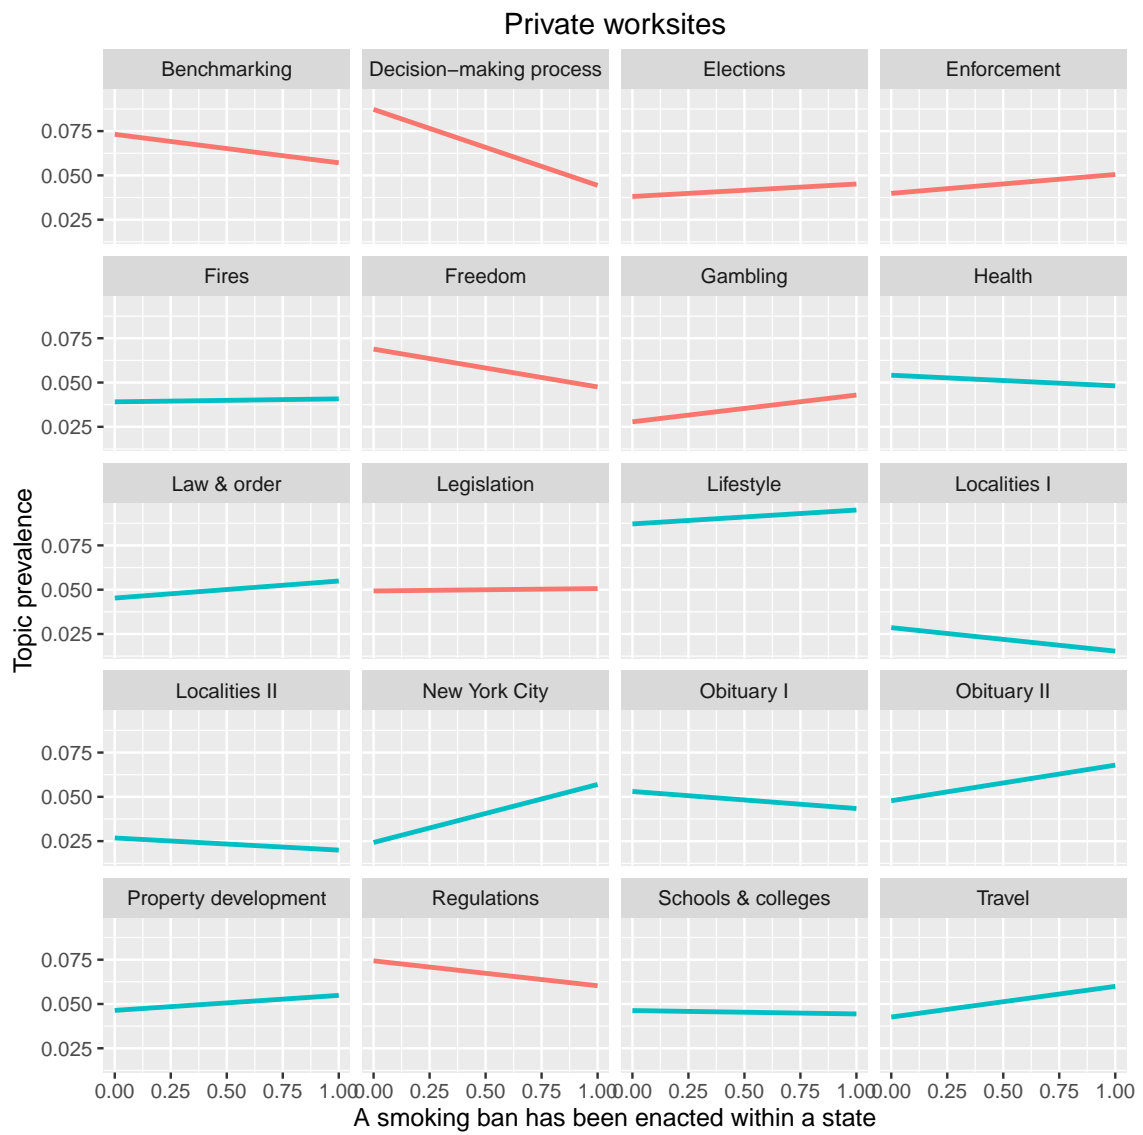 Private worksites
Benchmarking Decision−making process Elections Enforcement
0.075
0.050
0.025
Fires Freedom Gambling Health
0.075
0.050
0.025
Law & order Legislation Lifestyle Localities I
0.075
0.050
0.025
Localities II New York City Obituary I Obituary II
0.075
0.050
0.025
Property development Regulations Schools & colleges Travel
0.075
0.050
0.025
0.00 0.25 0.50 0.75 1.00 0.00 0.25 0.50 0.75 1.00 0.00 0.25 0.50 0.75 1.00 0.00 0.25 0.50 0.75 1.00
A smoking ban has been enacted within a state
Topic prevalence